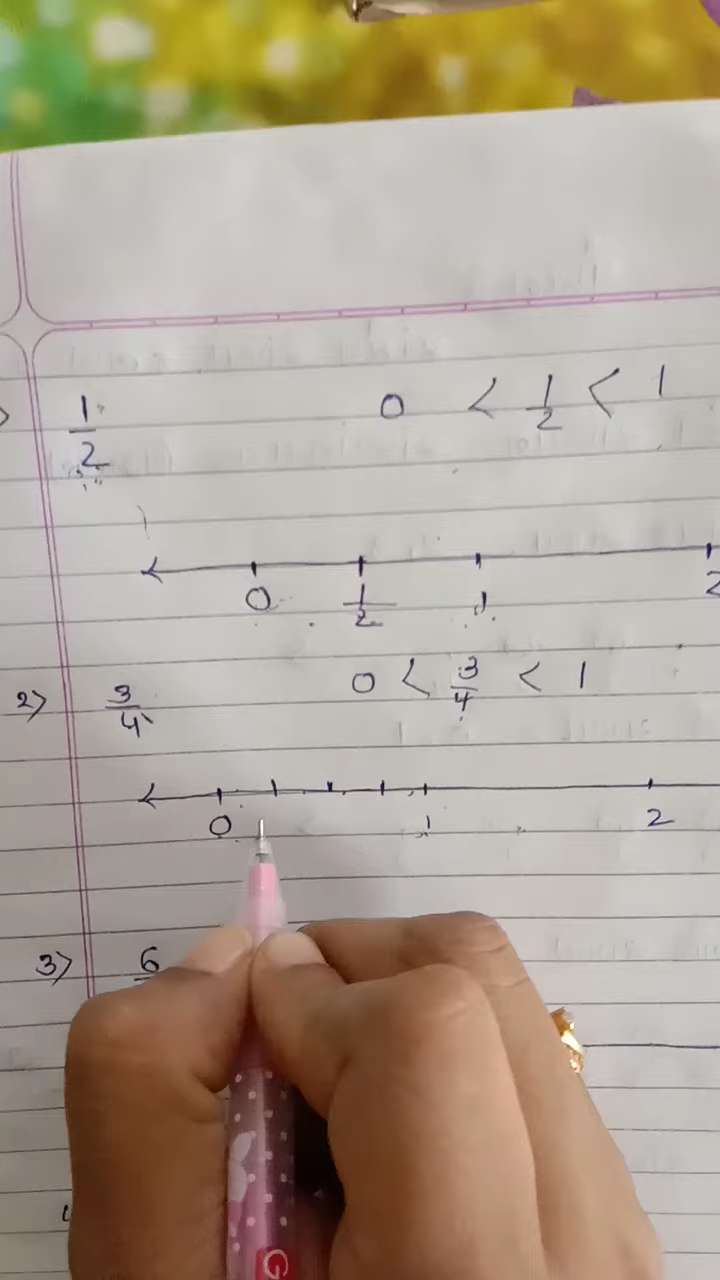 1/2 0 < 1/2 < 1
0 1/2 1 2
2) 3/4 0 < 3/4 < 1
0 1 2
3) 6
G